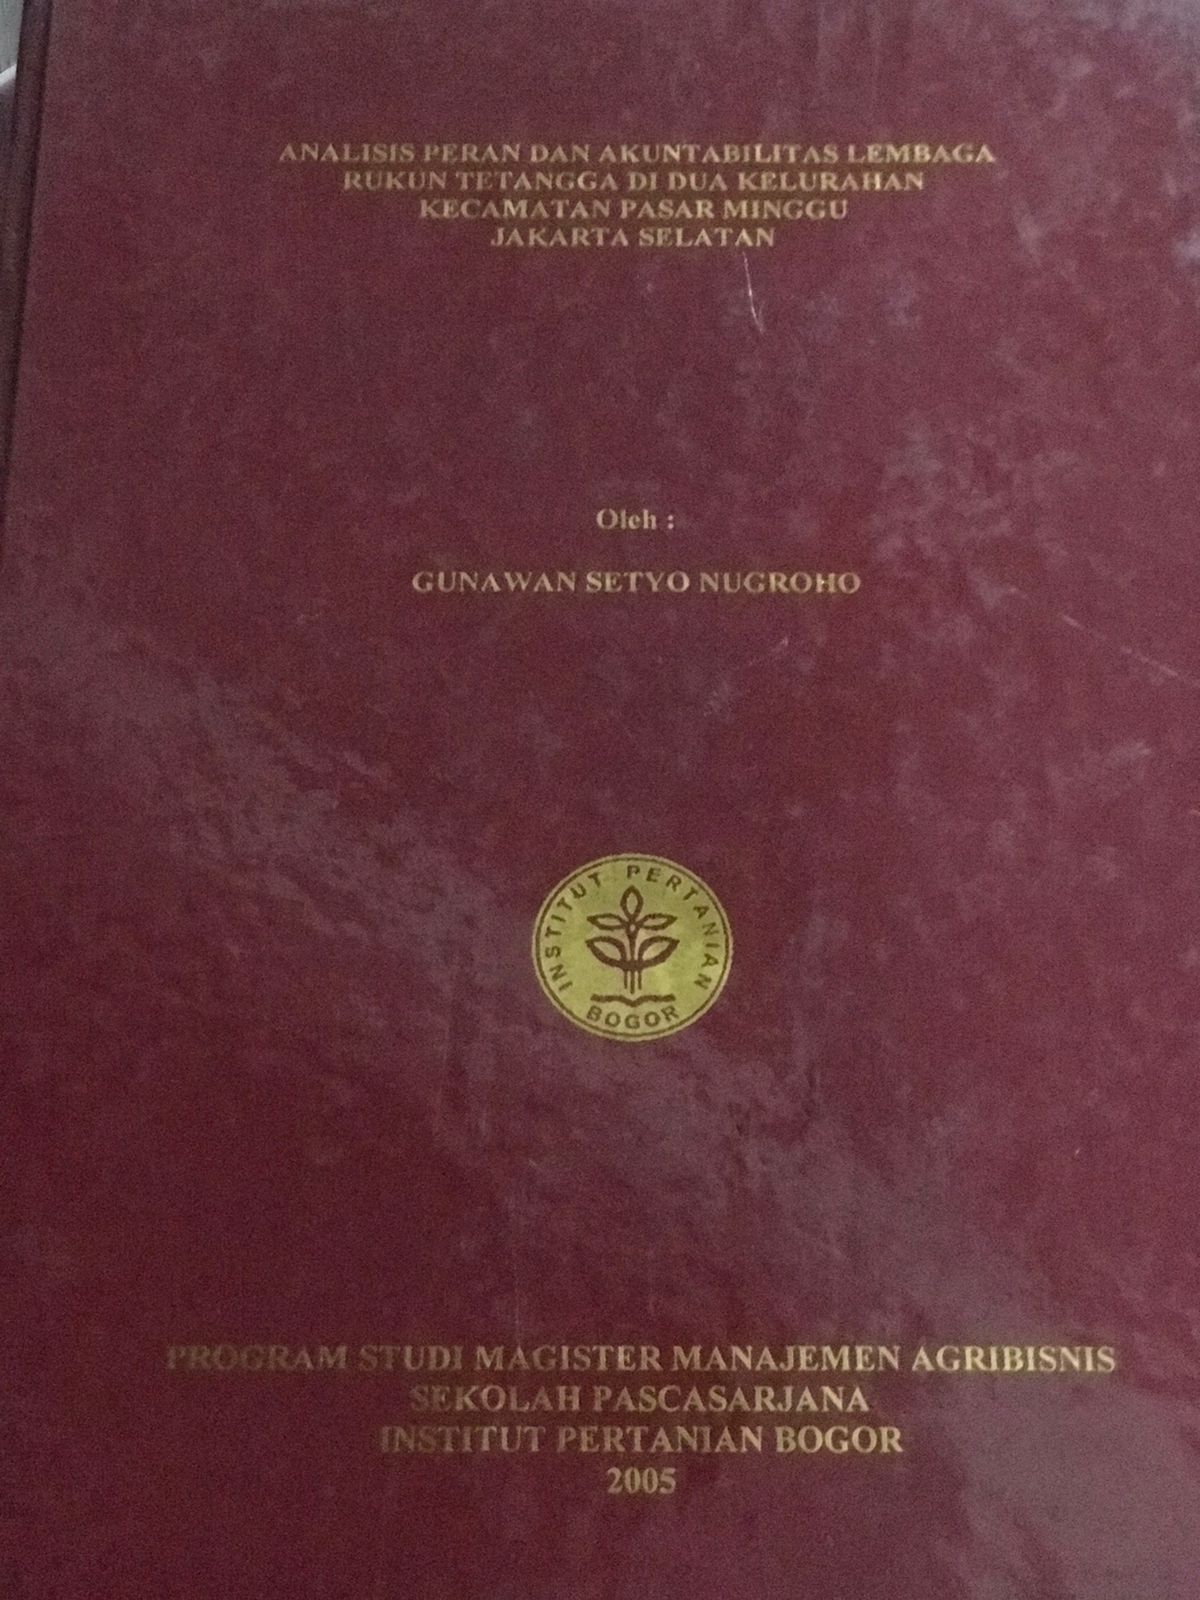 ANALISIS PERAN DAN AKUNTABILITAS LEMBAGA
RUKUN TETANGGA DI DUA KELURAHAN
KECAMATAN PASAR MINGGU
JAKARTA SELATAN
Oleh :
GUNAWAN SETYO NUGROHO
INSTITUT PERTANIAN
BOGOR
PROGRAM STUDI MAGISTER MANAJEMEN AGRIBISNIS
SEKOLAH PASCASARJANA
INSTITUT PERTANIAN BOGOR
2005